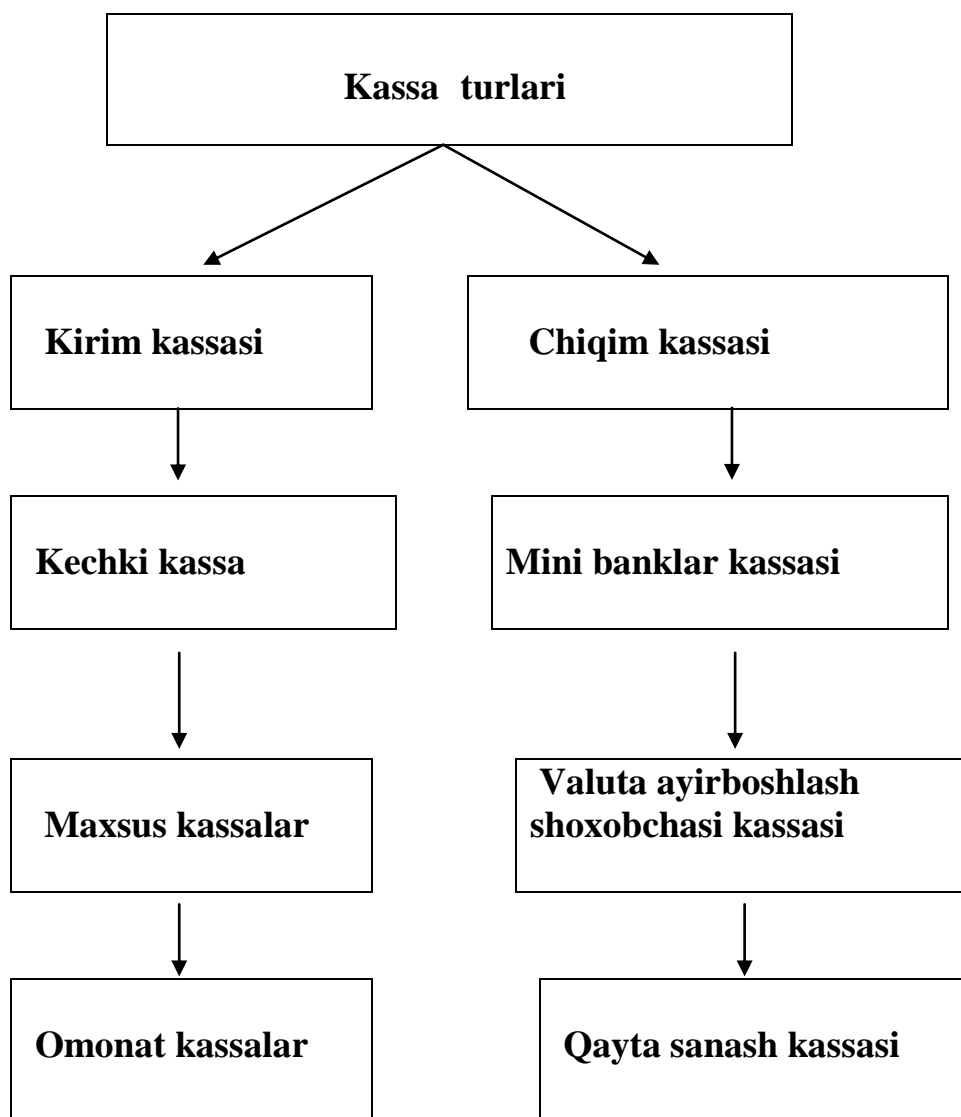 Kassa turlari
Kirim kassasi
Chiqim kassasi
Kechki kassa
Mini banklar kassasi
Maxsus kassalar
Valuta ayirboshlash
shoxobchasi kassasi
Omonat kassalar
Qayta sanash kassasi